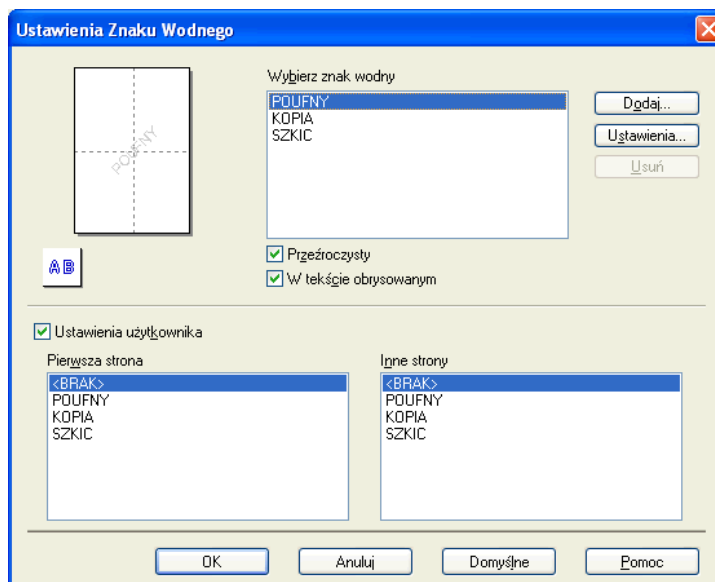 Ustawienia Znaku Wodnego
Wybierz znak wodny
POUFNY
POUFNY
KOPIA
SZKIC
Dodaj...
Ustawienia...
Usuń
AB
Przeźroczysty
W tekście obrysowanym
Ustawienia użytkownika
Pierwsza strona
<BRAK>
POUFNY
KOPIA
SZKIC
Inne strony
<BRAK>
POUFNY
KOPIA
SZKIC
OK
Anuluj
Domyślne
Pomoc